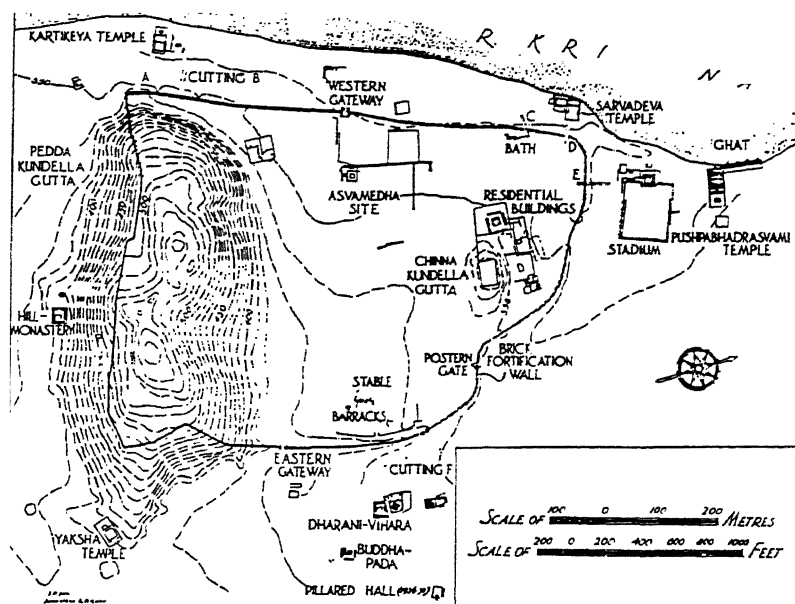 KARTIKEYA TEMPLE
R. KRI
N
A
CUTTING B
WESTERN
GATEWAY
C
SARVADEVA
TEMPLE
PEDDA
KUNDELLA
GUTTA
BATH
D
GHAT
E
ASVAMEDHA
SITE
RESIDENTIAL
BUILDINGS
STADIUM
PUSHPABHADRASVAMI
TEMPLE
CHINNA
KUNDELLA
GUTTA
HILL-
MONASTERY
POSTERN
GATE
BRICK
FORTIFICATION
WALL
STABLE
BARRACKS
EASTERN
GATEWAY
CUTTING F
DHARANI-VIHARA
YAKSHA
TEMPLE
BUDDHA-
PADA
PILLARED HALL
SCALE OF 100 0 100 200 METRES
SCALE OF 200 0 200 400 600 800 1000 FEET